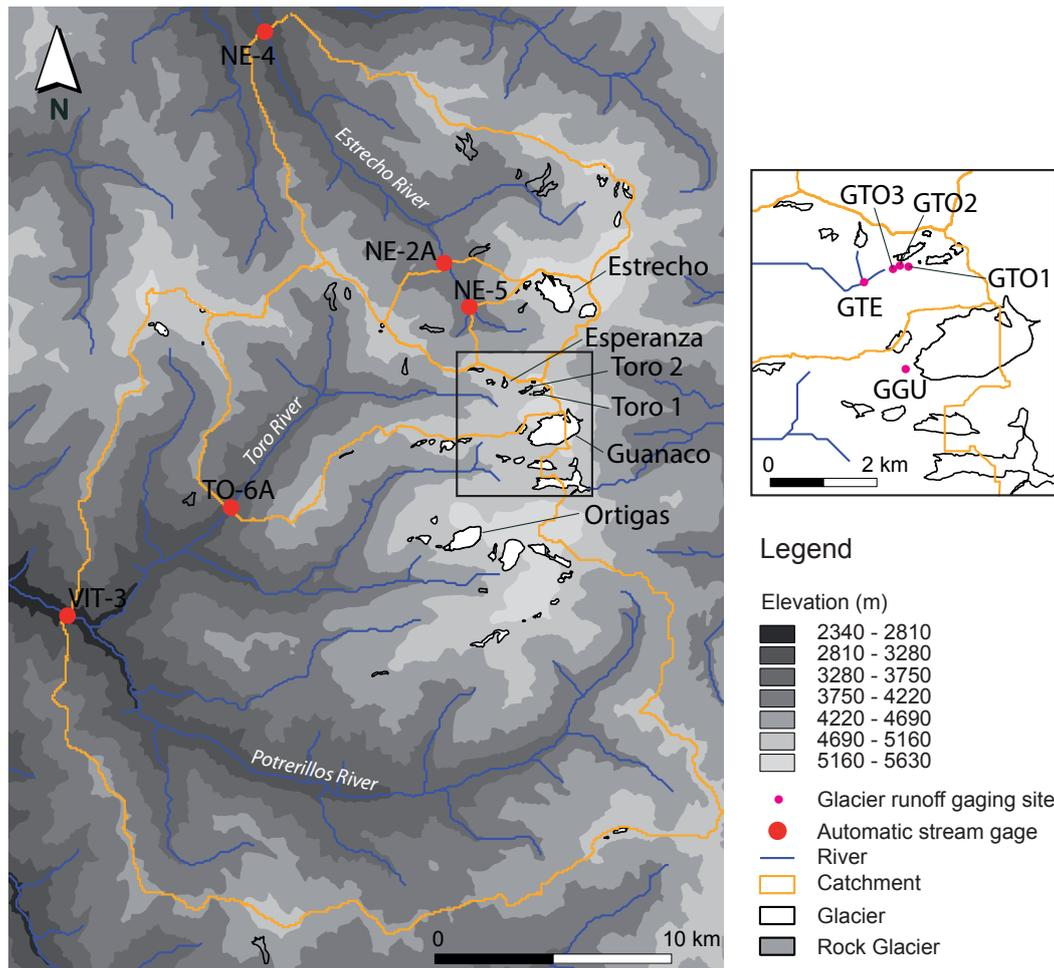 N
NE-4
Estrecho River
NE-2A
NE-5
Estrecho
Esperanza
Toro 2
Toro 1
Guanaco
Toro River
TO-6A
Ortigas
VIT-3
Potrerillos River
0 10 km
GTO3
GTO2
GTO1
GTE
GGU
0 2 km
Legend
Elevation (m)
2340 - 2810
2810 - 3280
3280 - 3750
3750 - 4220
4220 - 4690
4690 - 5160
5160 - 5630
Glacier runoff gaging site
Automatic stream gage
River
Catchment
Glacier
Rock Glacier